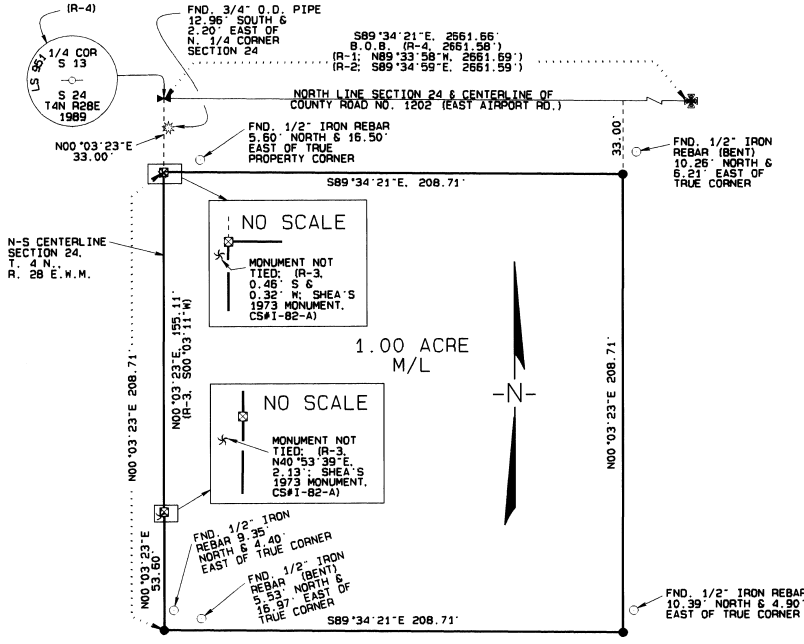 (R-4)
LS 951
1/4 COR
S 13
S 24
T4N R28E
1989
FND. 3/4" O.D. PIPE
12.96' SOUTH &
2.20' EAST OF
N. 1/4 CORNER
SECTION 24
S89°34'21"E, 2661.66'
B.O.B. (R-4, 2661.58')
(R-1; N89°33'58"W, 2661.69')
(R-2; S89°34'59"E, 2661.59')
NORTH LINE SECTION 24 & CENTERLINE OF
COUNTY ROAD NO. 1202 (EAST AIRPORT RD.)
N00°03'23"E
33.00'
FND. 1/2" IRON REBAR
5.60' NORTH & 16.50'
EAST OF TRUE
PROPERTY CORNER
33.00'
FND. 1/2" IRON
REBAR (BENT)
10.26' NORTH &
6.21' EAST OF
TRUE CORNER
S89°34'21"E, 208.71'
N-S CENTERLINE
SECTION 24,
T. 4 N.,
R. 28 E.W.M.
NO SCALE
MONUMENT NOT
TIED; (R-3,
0.46' S &
0.32' W; SHEA'S
1973 MONUMENT,
CS#I-82-A)
N00°03'23"E 208.71'
N00°03'23"E, 155.11'
(R-3, S00°03'11"W)
1.00 ACRE
M/L
-N-
N00°03'23"E 208.71'
NO SCALE
MONUMENT NOT
TIED; (R-3,
N40°53'39"E,
2.13'; SHEA'S
1973 MONUMENT,
CS#I-82-A)
N00°03'23"E
53.60'
FND. 1/2" IRON
REBAR 9.35'
NORTH & 4.40'
EAST OF TRUE CORNER
FND. 1/2" IRON
REBAR (BENT)
5.53' NORTH &
16.97' EAST OF
TRUE CORNER
FND. 1/2" IRON REBAR
10.39' NORTH & 4.90'
EAST OF TRUE CORNER
S89°34'21"E 208.71'